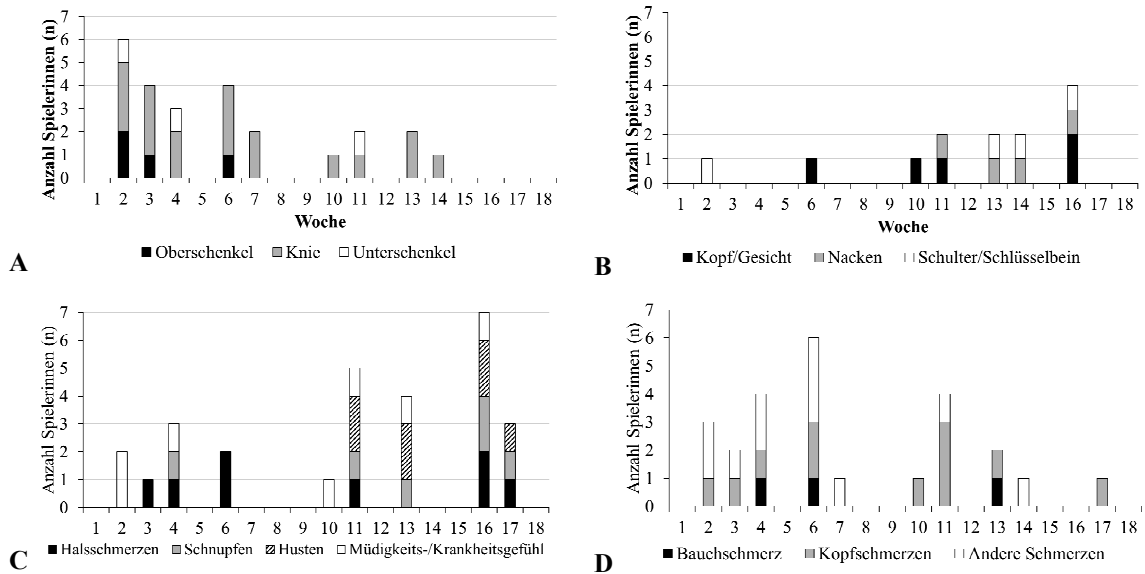 Anzahl Spielerinnen (n)
7
6
5
4
3
2
1
0
1 2 3 4 5 6 7 8 9 10 11 12 13 14 15 16 17 18
Woche
Oberschenkel Knie Unterschenkel
A
Anzahl Spielerinnen (n)
7
6
5
4
3
2
1
0
1 2 3 4 5 6 7 8 9 10 11 12 13 14 15 16 17 18
Woche
Kopf/Gesicht Nacken Schulter/Schlüsselbein
B
Anzahl Spielerinnen (n)
7
6
5
4
3
2
1
0
1 2 3 4 5 6 7 8 9 10 11 12 13 14 15 16 17 18
Halsschmerzen Schnupfen Husten Müdigkeits-/Krankheitsgefühl
C
Anzahl Spielerinnen (n)
7
6
5
4
3
2
1
0
1 2 3 4 5 6 7 8 9 10 11 12 13 14 15 16 17 18
Bauchschmerz Kopfschmerzen Andere Schmerzen
D